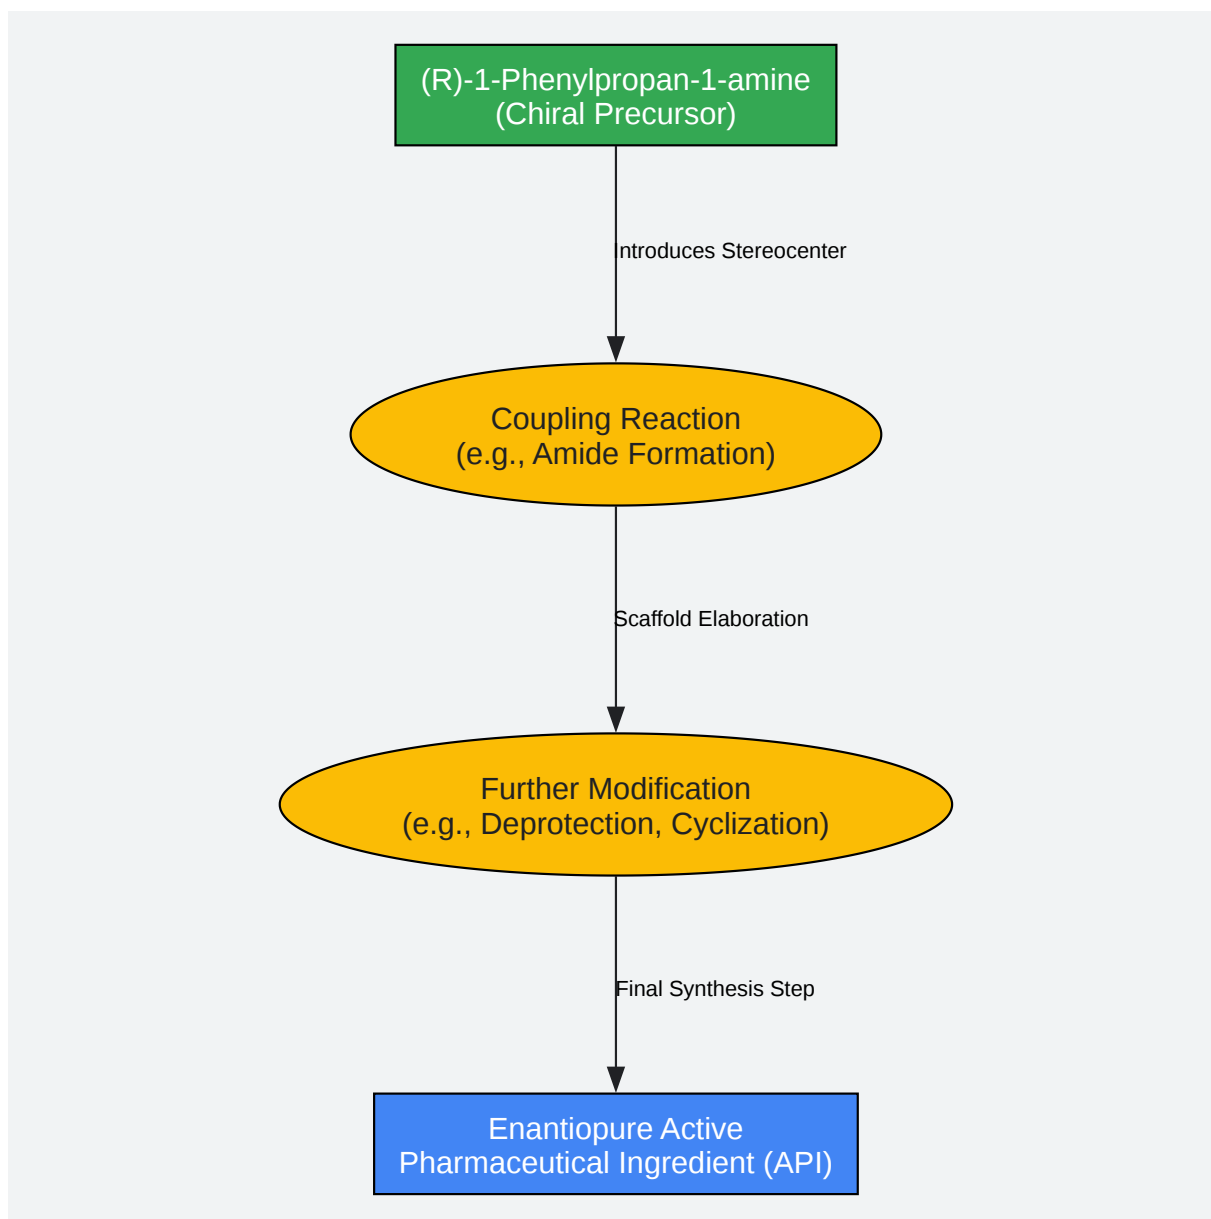 (R)-1-Phenylpropan-1-amine
(Chiral Precursor)
Introduces Stereocenter
Coupling Reaction
(e.g., Amide Formation)
Scaffold Elaboration
Further Modification
(e.g., Deprotection, Cyclization)
Final Synthesis Step
Enantiopure Active
Pharmaceutical Ingredient (API)